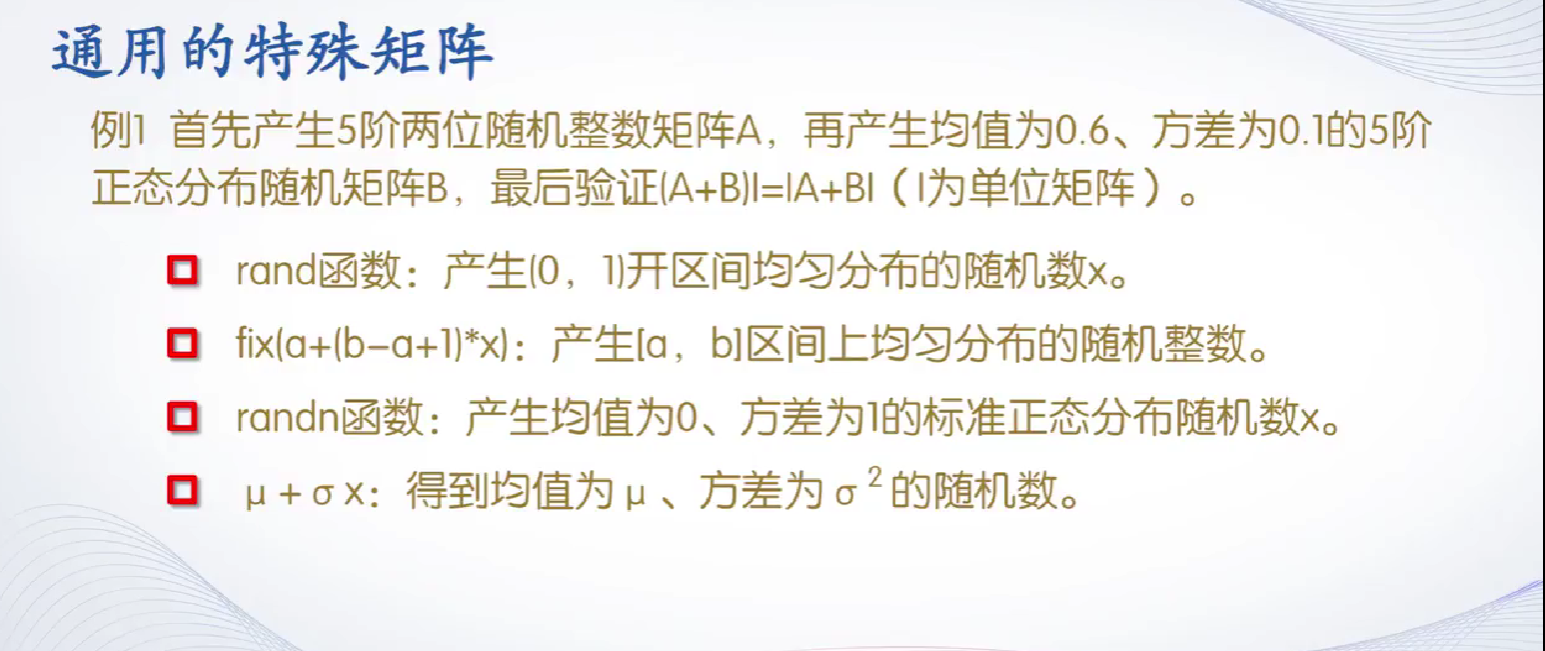 通用的特殊矩阵
例1 首先产生5阶两位随机整数矩阵A，再产生均值为0.6、方差为0.1的5阶
正态分布随机矩阵B，最后验证(A+B)I=IA+BI（I为单位矩阵）。
rand函数：产生(0，1)开区间均匀分布的随机数x。
fix(a+(b-a+1)*x)：产生[a，b]区间上均匀分布的随机整数。
randn函数：产生均值为0、方差为1的标准正态分布随机数x。
μ+σx：得到均值为μ、方差为σ²的随机数。